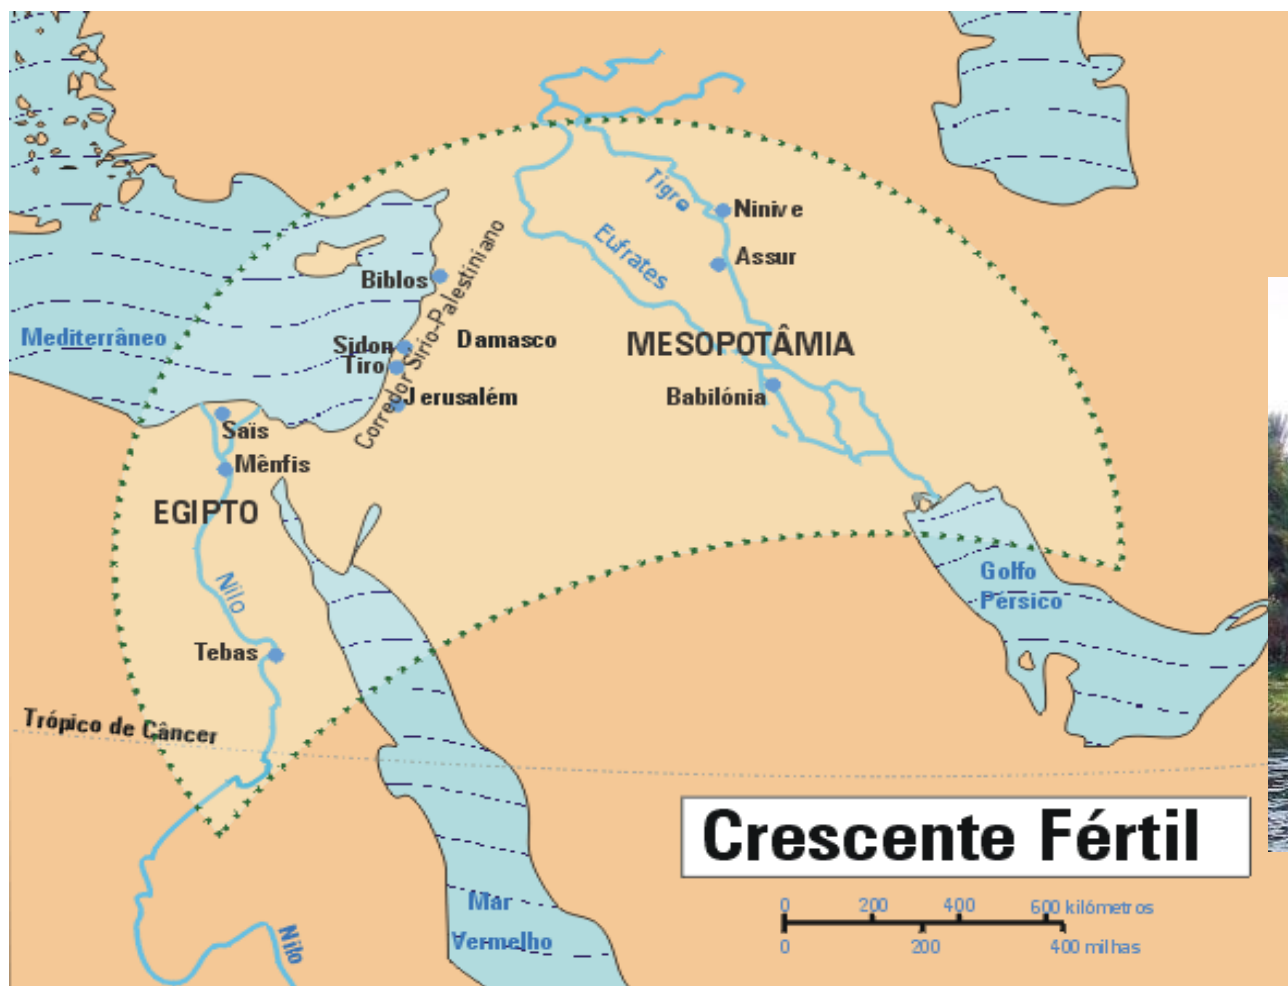 Tigre
Ninive
Eufrates
Assur
Biblos
Corredor Sírio-Palestiniano
Mediterrâneo
Sidon
Damasco
MESOPOTÂMIA
Tiro
Babilónia
Jerusalém
Saïs
Mênfis
EGIPTO
Nilo
Golfo
Pérsico
Tebas
Trópico de Câncer
Crescente Fértil
Mar
Vermelho
Nilo
0 200 400 600 kilómetros
0 200 400 milhas